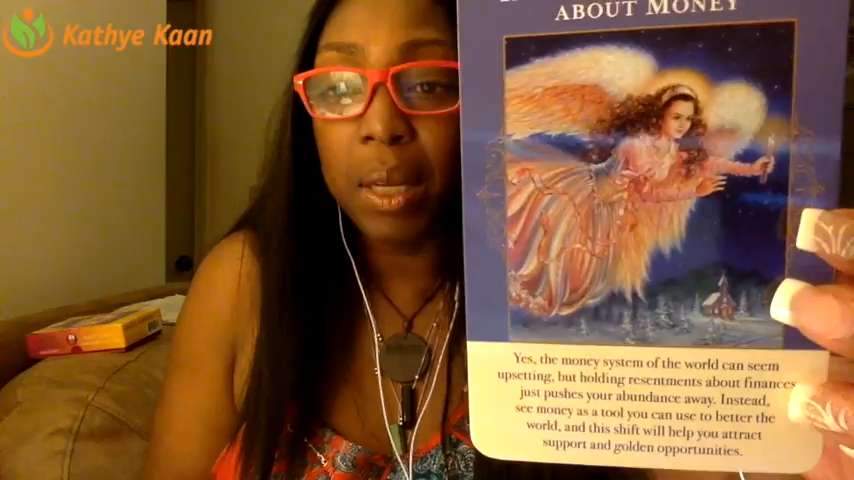 Kathye Kaan
ABOUT MONEY
Yes, the money system of the world can seem
upsetting, but holding resentments about finances
just pushes your abundance away. Instead,
see money as a tool you can use to better the
world, and this shift will help you attract
support and golden opportunities.